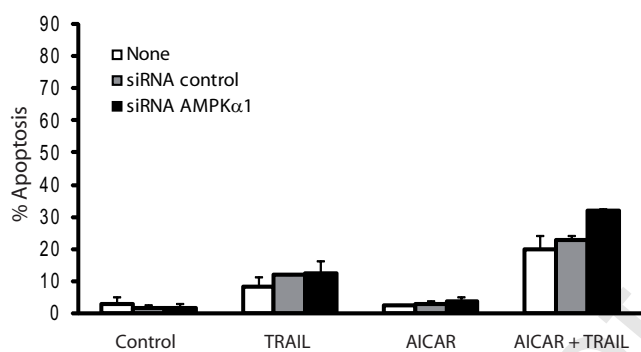 90
80
70
60
50
40
30
20
10
0
% Apoptosis
None
siRNA control
siRNA AMPKα1
Control TRAIL AICAR AICAR + TRAIL